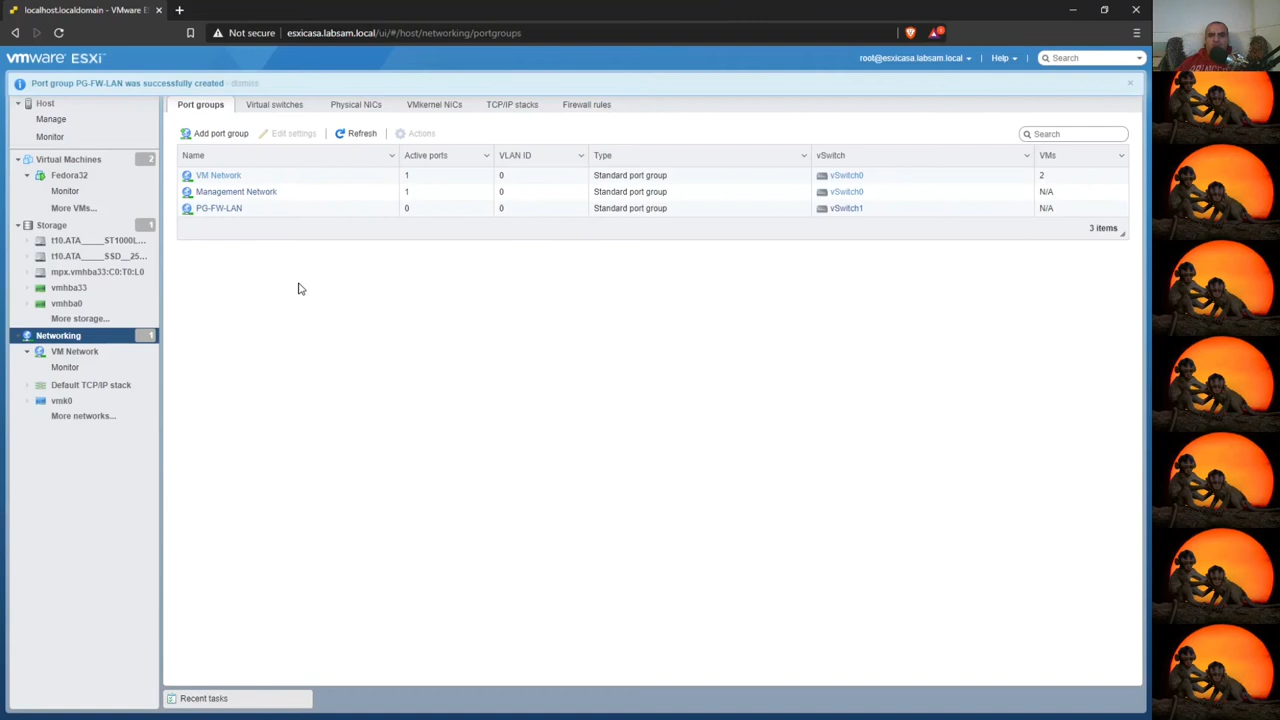 localhost.localdomain - VMware E
Not secure esxicasa.labsam.local/ui/#/host/networking/portgroups
vmware ESXi
root@esxicasa.labsam.local
Help
Search
Port group PG-FW-LAN was successfully created - dismiss
Host
Manage
Monitor
Virtual Machines 2
Fedora32
Monitor
More VMs...
Storage 1
t10.ATA_____ST1000L...
t10.ATA_____SSD__25...
mpx.vmhba33:C0:T0:L0
vmhba33
vmhba0
More storage...
Networking 1
VM Network
Monitor
Default TCP/IP stack
vmk0
More networks...
Port groups Virtual switches Physical NICs VMkernel NICs TCP/IP stacks Firewall rules
Add port group Edit settings Refresh Actions Search
Name Active ports VLAN ID Type vSwitch VMs
VM Network 1 0 Standard port group vSwitch0 2
Management Network 1 0 Standard port group vSwitch0 N/A
PG-FW-LAN 0 0 Standard port group vSwitch1 N/A
3 items
Recent tasks